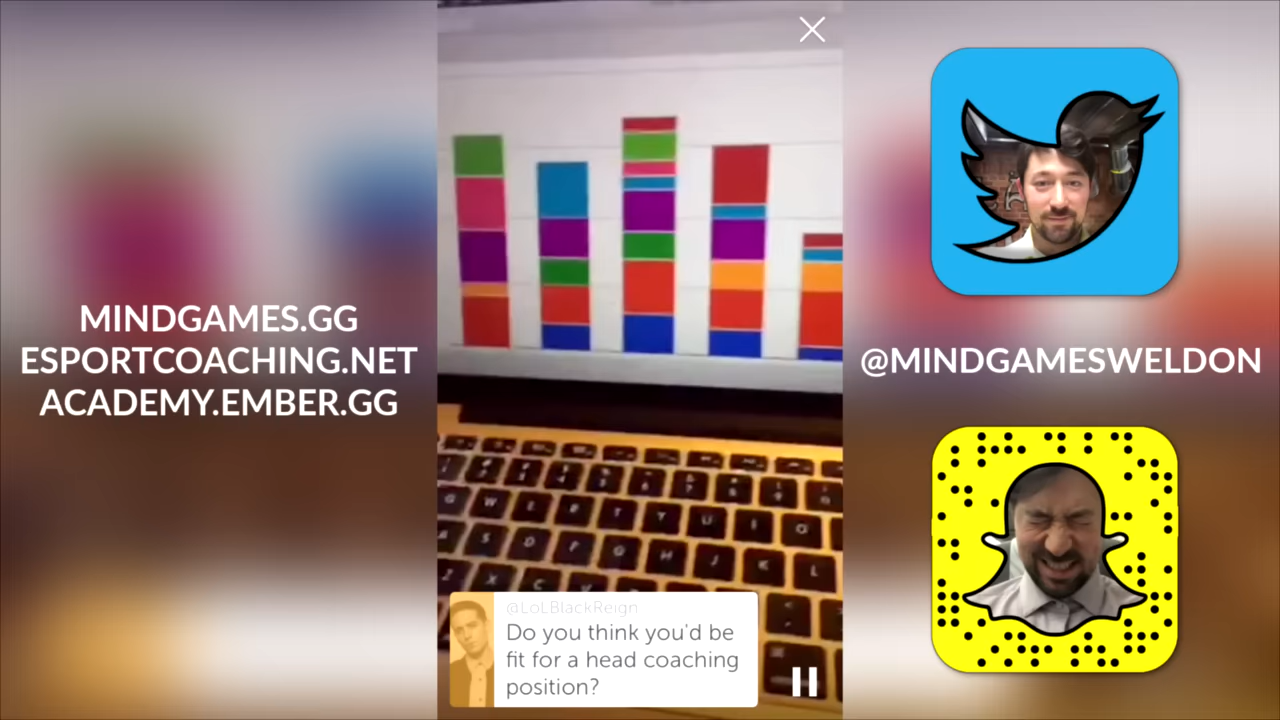 MINDGAMES.GG
ESPORTCOACHING.NET
ACADEMY.EMBER.GG
@MINDGAMESWELDON
@LoLBlackReign
Do you think you'd be
fit for a head coaching
position?
W E R T Y U I O
A S D F G H J K L
Z X C V